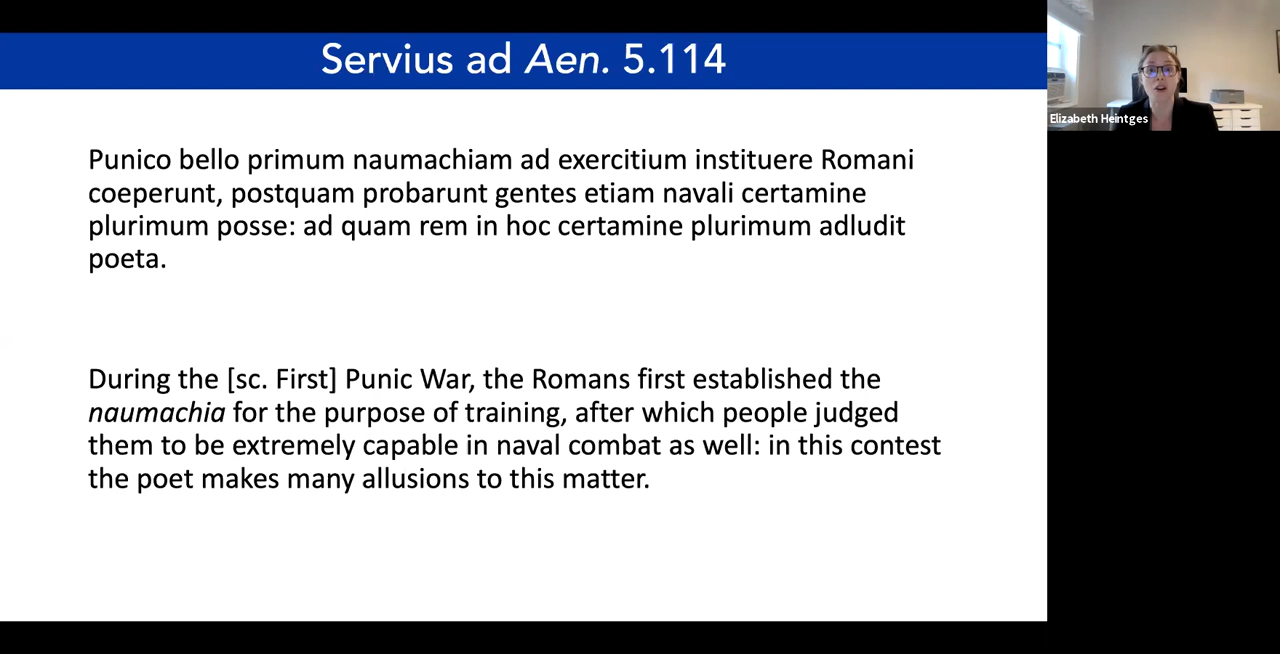 Servius ad Aen. 5.114
Elizabeth Heintges
Punico bello primum naumachiam ad exercitium instituere Romani
coeperunt, postquam probarunt gentes etiam navali certamine
plurimum posse: ad quam rem in hoc certamine plurimum adludit
poeta.
During the [sc. First] Punic War, the Romans first established the
naumachia for the purpose of training, after which people judged
them to be extremely capable in naval combat as well: in this contest
the poet makes many allusions to this matter.